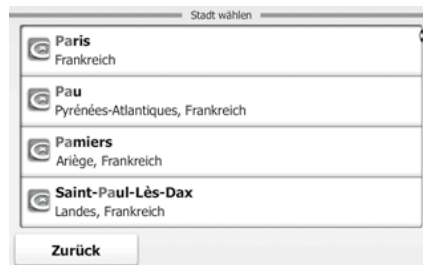 Stadt wählen
Paris
Frankreich
Pau
Pyrénées-Atlantiques, Frankreich
Pamiers
Ariège, Frankreich
Saint-Paul-Lès-Dax
Landes, Frankreich
Zurück